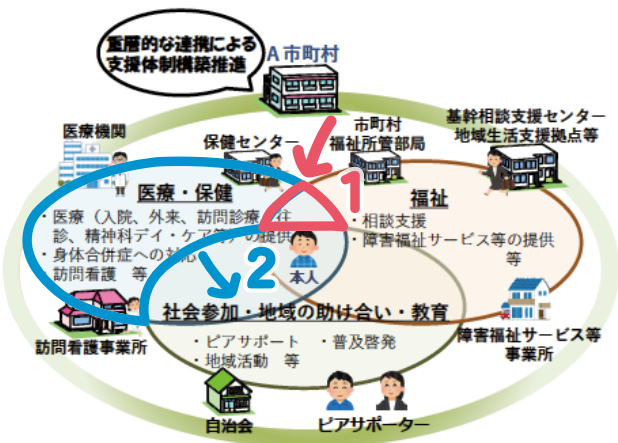 重層的な連携による
支援体制構築推進
A市町村
医療機関
保健センター
市町村
福祉所管部局
基幹相談支援センター
地域生活支援拠点等
1
医療・保健
・医療（入院、外来、訪問診療、往
診、精神科デイ・ケア等）の提供
・身体合併症への対応
訪問看護 等
福祉
・相談支援
・障害福祉サービス等の提供
等
本人
2
社会参加・地域の助け合い・教育
・ピアサポート ・普及啓発
・地域活動 等
訪問看護事業所
障害福祉サービス等
事業所
自治会
ピアサポーター